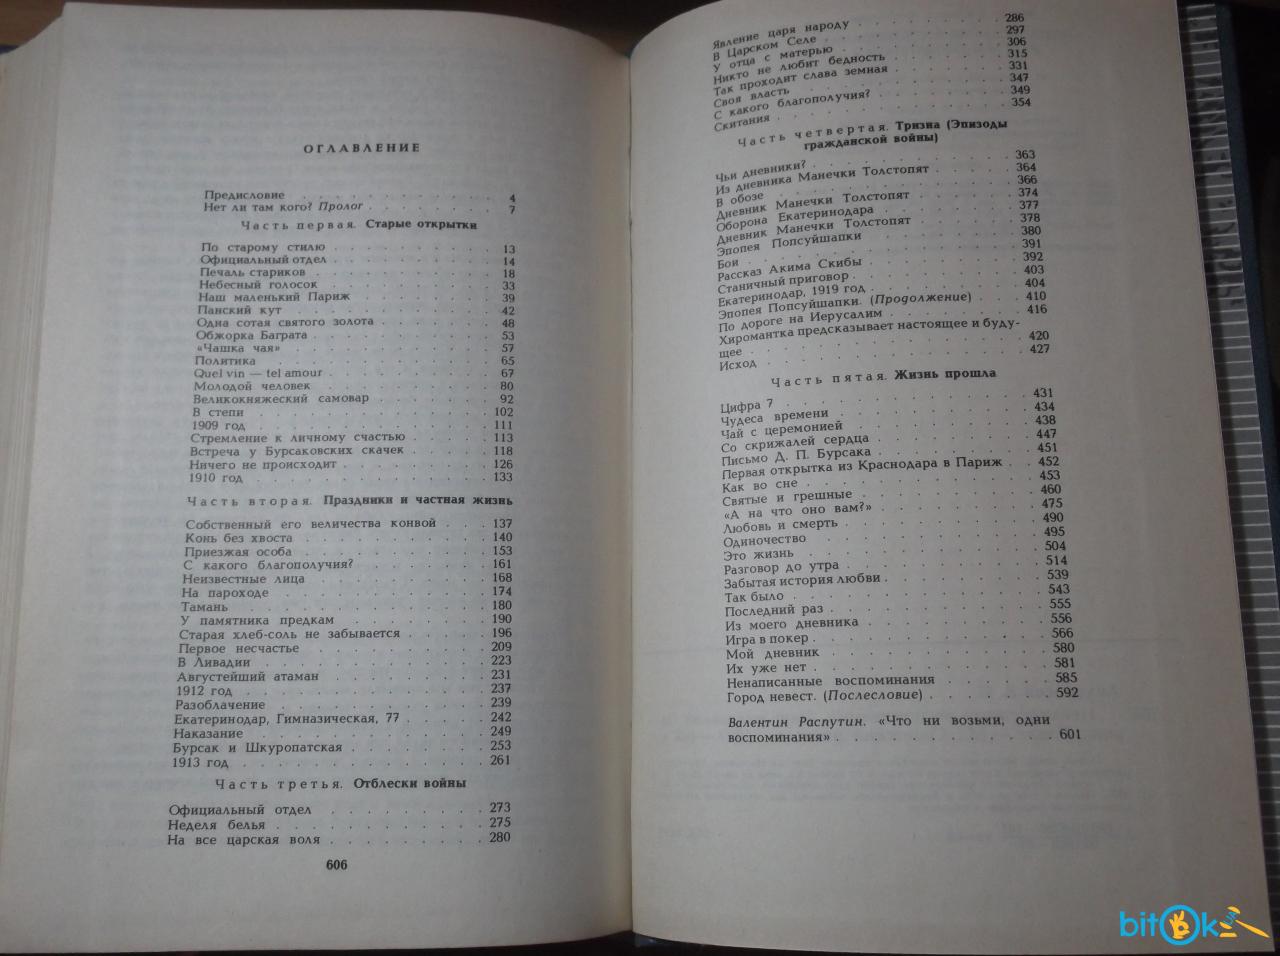 ОГЛАВЛЕНИЕ
Предисловие . . . . . . . . . . 4
Нет ли там кого? Пролог . . . . . . . 7
Часть первая. Старые открытки
По старому стилю . . . . . . . . . 13
Официальный отдел . . . . . . . . . 14
Печаль стариков . . . . . . . . . 18
Небесный голосок . . . . . . . . . 33
Наш маленький Париж . . . . . . . . 39
Панский кут . . . . . . . . . . 42
Одна сотая святого золота . . . . . . 48
Обжорка Баграта . . . . . . . . . 53
«Чашка чая» . . . . . . . . . . 57
Политика . . . . . . . . . . . 65
Quel vin — tel amour . . . . . . . . 67
Молодой человек . . . . . . . . . 80
Великокняжеский самовар . . . . . . . 92
В степи . . . . . . . . . . . 102
1909 год . . . . . . . . . . . 111
Стремление к личному счастью . . . . . 113
Встреча у Бурсаковских скачек . . . . . 118
Ничего не происходит . . . . . . . . 126
1910 год . . . . . . . . . . . 133
Часть вторая. Праздники и частная жизнь
Собственный его величества конвой . . . 137
Конь без хвоста . . . . . . . . . 140
Приезжая особа . . . . . . . . . 153
С какого благополучия? . . . . . . . 161
Неизвестные лица . . . . . . . . . 168
На пароходе . . . . . . . . . . 174
Тамань . . . . . . . . . . . . 180
У памятника предкам . . . . . . . . 190
Старая хлеб-соль не забывается . . . . . 196
Первое несчастье . . . . . . . . . 209
В Ливадии . . . . . . . . . . . 223
Августейший атаман . . . . . . . . 231
1912 год . . . . . . . . . . . 237
Разоблачение . . . . . . . . . . 239
Екатеринодар, Гимназическая, 77 . . . . . 242
Наказание . . . . . . . . . . . 249
Бурсак и Шкуропатская . . . . . . . 253
1913 год . . . . . . . . . . . 261
Часть третья. Отблески войны
Официальный отдел . . . . . . . . . 273
Неделя белья . . . . . . . . . . 275
На все царская воля . . . . . . . . 280
606
Явление царя народу . . . . . . . . 286
В Царском Селе . . . . . . . . . 297
У отца с матерью . . . . . . . . . 306
Никто не любит бедность . . . . . . . 315
Так проходит слава земная . . . . . . 331
Своя власть . . . . . . . . . . 347
С какого благополучия? . . . . . . . 349
Скитания . . . . . . . . . . . 354
Часть четвертая. Тризна (Эпизоды
гражданской войны)
Чьи дневники? . . . . . . . . . . 363
Из дневника Манечки Толстопят . . . . . 364
В обозе . . . . . . . . . . . 366
Дневник Манечки Толстопят . . . . . . 374
Оборона Екатеринодара . . . . . . . 377
Дневник Манечки Толстопят . . . . . . 378
Эпопея Попсуйшапки . . . . . . . . 380
Бои . . . . . . . . . . . . . 391
Рассказ Акима Скибы . . . . . . . . 392
Станичный приговор . . . . . . . . 403
Екатеринодар, 1919 год . . . . . . . 404
Эпопея Попсуйшапки. (Продолжение) . . . 410
По дороге на Иерусалим . . . . . . . 416
Хиромантка предсказывает настоящее и буду-
щее . . . . . . . . . . . . . 420
Исход . . . . . . . . . . . . 427
Часть пятая. Жизнь прошла
Цифра 7 . . . . . . . . . . . 431
Чудеса времени . . . . . . . . . 434
Чай с церемонией . . . . . . . . . 438
Со скрижалей сердца . . . . . . . . 447
Письмо Д. П. Бурсака . . . . . . . . 451
Первая открытка из Краснодара в Париж . . 452
Как во сне . . . . . . . . . . 453
Святые и грешные . . . . . . . . . 460
«А на что оно вам?» . . . . . . . . 475
Любовь и смерть . . . . . . . . . 490
Одиночество . . . . . . . . . . 495
Это жизнь . . . . . . . . . . . 504
Разговор до утра . . . . . . . . . 514
Забытая история любви . . . . . . . 539
Так было . . . . . . . . . . . 543
Последний раз . . . . . . . . . . 555
Из моего дневника . . . . . . . . 556
Игра в покер . . . . . . . . . . 566
Мой дневник . . . . . . . . . . 580
Их уже нет . . . . . . . . . . 581
Ненаписанные воспоминания . . . . . . 585
Город невест. (Послесловие) . . . . . . 592
Валентин Распутин. «Что ни возьми, одни
воспоминания» . . . . . . . . . . 601
bitok